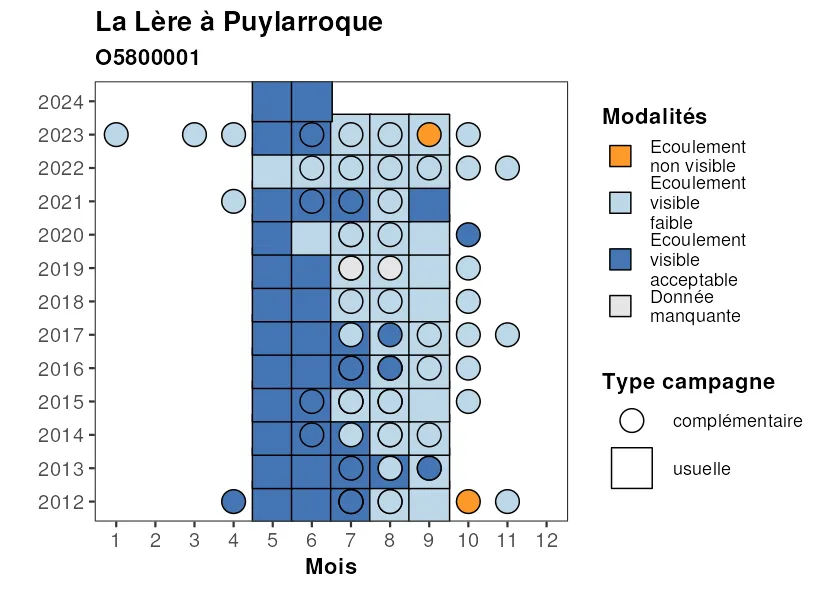 La Lère à Puylarroque
O5800001
2024
2023
2022
2021
2020
2019
2018
2017
2016
2015
2014
2013
2012
1 2 3 4 5 6 7 8 9 10 11 12
Mois
Modalités
Ecoulement
non visible
Ecoulement
visible
faible
Ecoulement
visible
acceptable
Donnée
manquante
Type campagne
complémentaire
usuelle